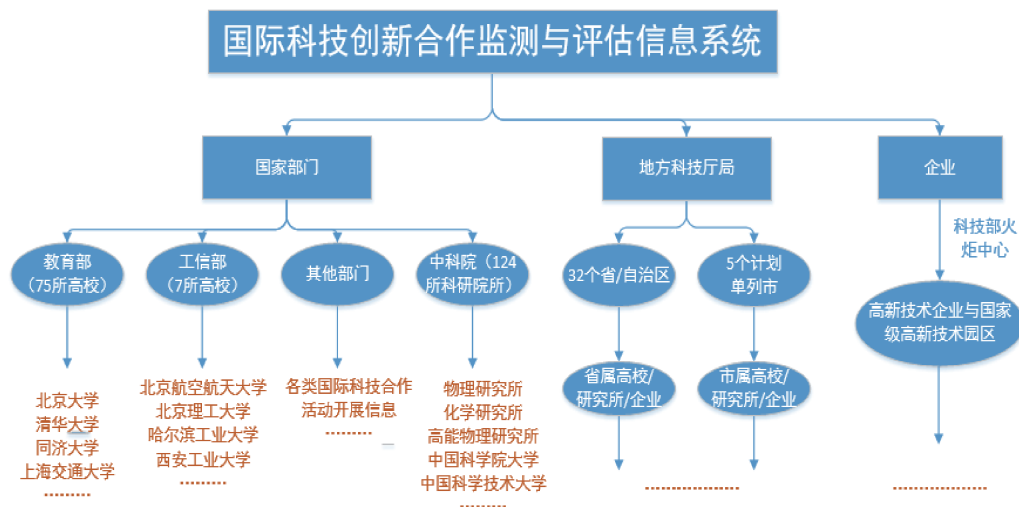 国际科技创新合作监测与评估信息系统
国家部门
地方科技厅局
企业
科技部火
炬中心
教育部
（75所高校）
工信部
（7所高校）
其他部门
中科院（124
所科研院所）
32个省/自治区
5个计划
单列市
高新技术企业与国家
级高新技术园区
省属高校/
研究所/企业
市属高校/
研究所/企业
北京大学
清华大学
同济大学
上海交通大学
………
北京航空航天大学
北京理工大学
哈尔滨工业大学
西安工业大学
………
各类国际科技合作
活动开展信息
………
物理研究所
化学研究所
高能物理研究所
中国科学院大学
中国科学技术大学
………
………………
………………